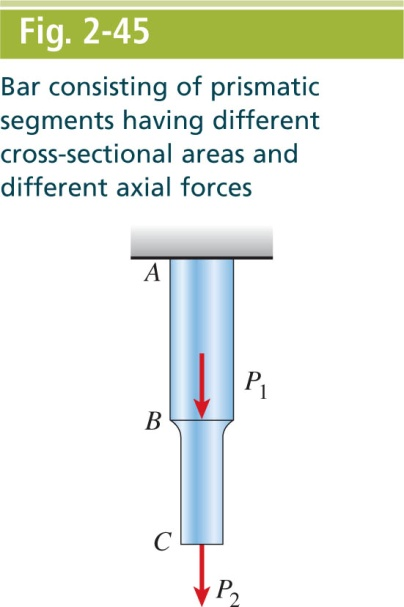 Fig. 2-45
Bar consisting of prismatic
segments having different
cross-sectional areas and
different axial forces
A
P1
B
C
P2